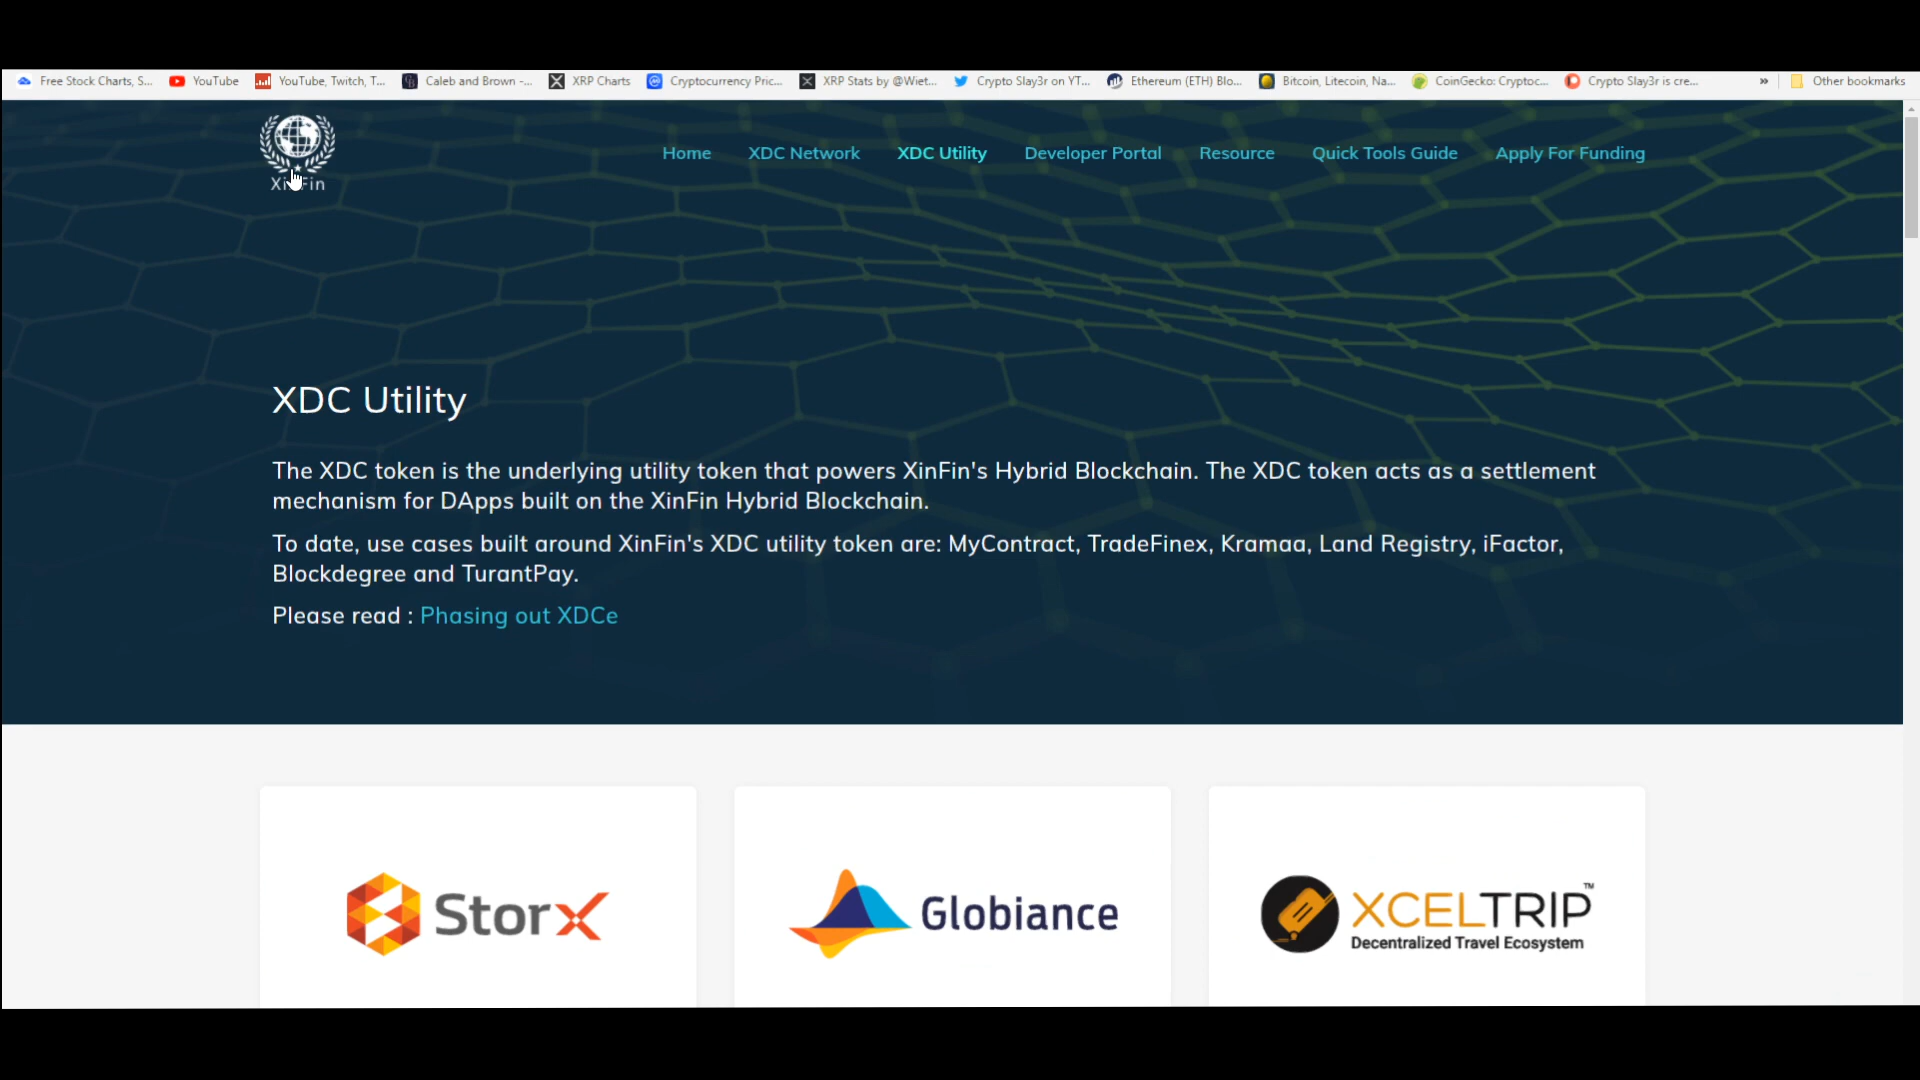 Free Stock Charts, S... YouTube YouTube, Twitch, T... Caleb and Brown -... XRP Charts Cryptocurrency Pric... XRP Stats by @Wiet... Crypto Slay3r on YT... Ethereum (ETH) Blo... Bitcoin, Litecoin, Na... CoinGecko: Cryptoc... Crypto Slay3r is cre... » Other bookmarks
Home XDC Network XDC Utility Developer Portal Resource Quick Tools Guide Apply For Funding
XinFin
XDC Utility
The XDC token is the underlying utility token that powers XinFin's Hybrid Blockchain. The XDC token acts as a settlement
mechanism for DApps built on the XinFin Hybrid Blockchain.
To date, use cases built around XinFin's XDC utility token are: MyContract, TradeFinex, Kramaa, Land Registry, iFactor,
Blockdegree and TurantPay.
Please read : Phasing out XDCe
StorX
Globiance
XCELTRIP™
Decentralized Travel Ecosystem